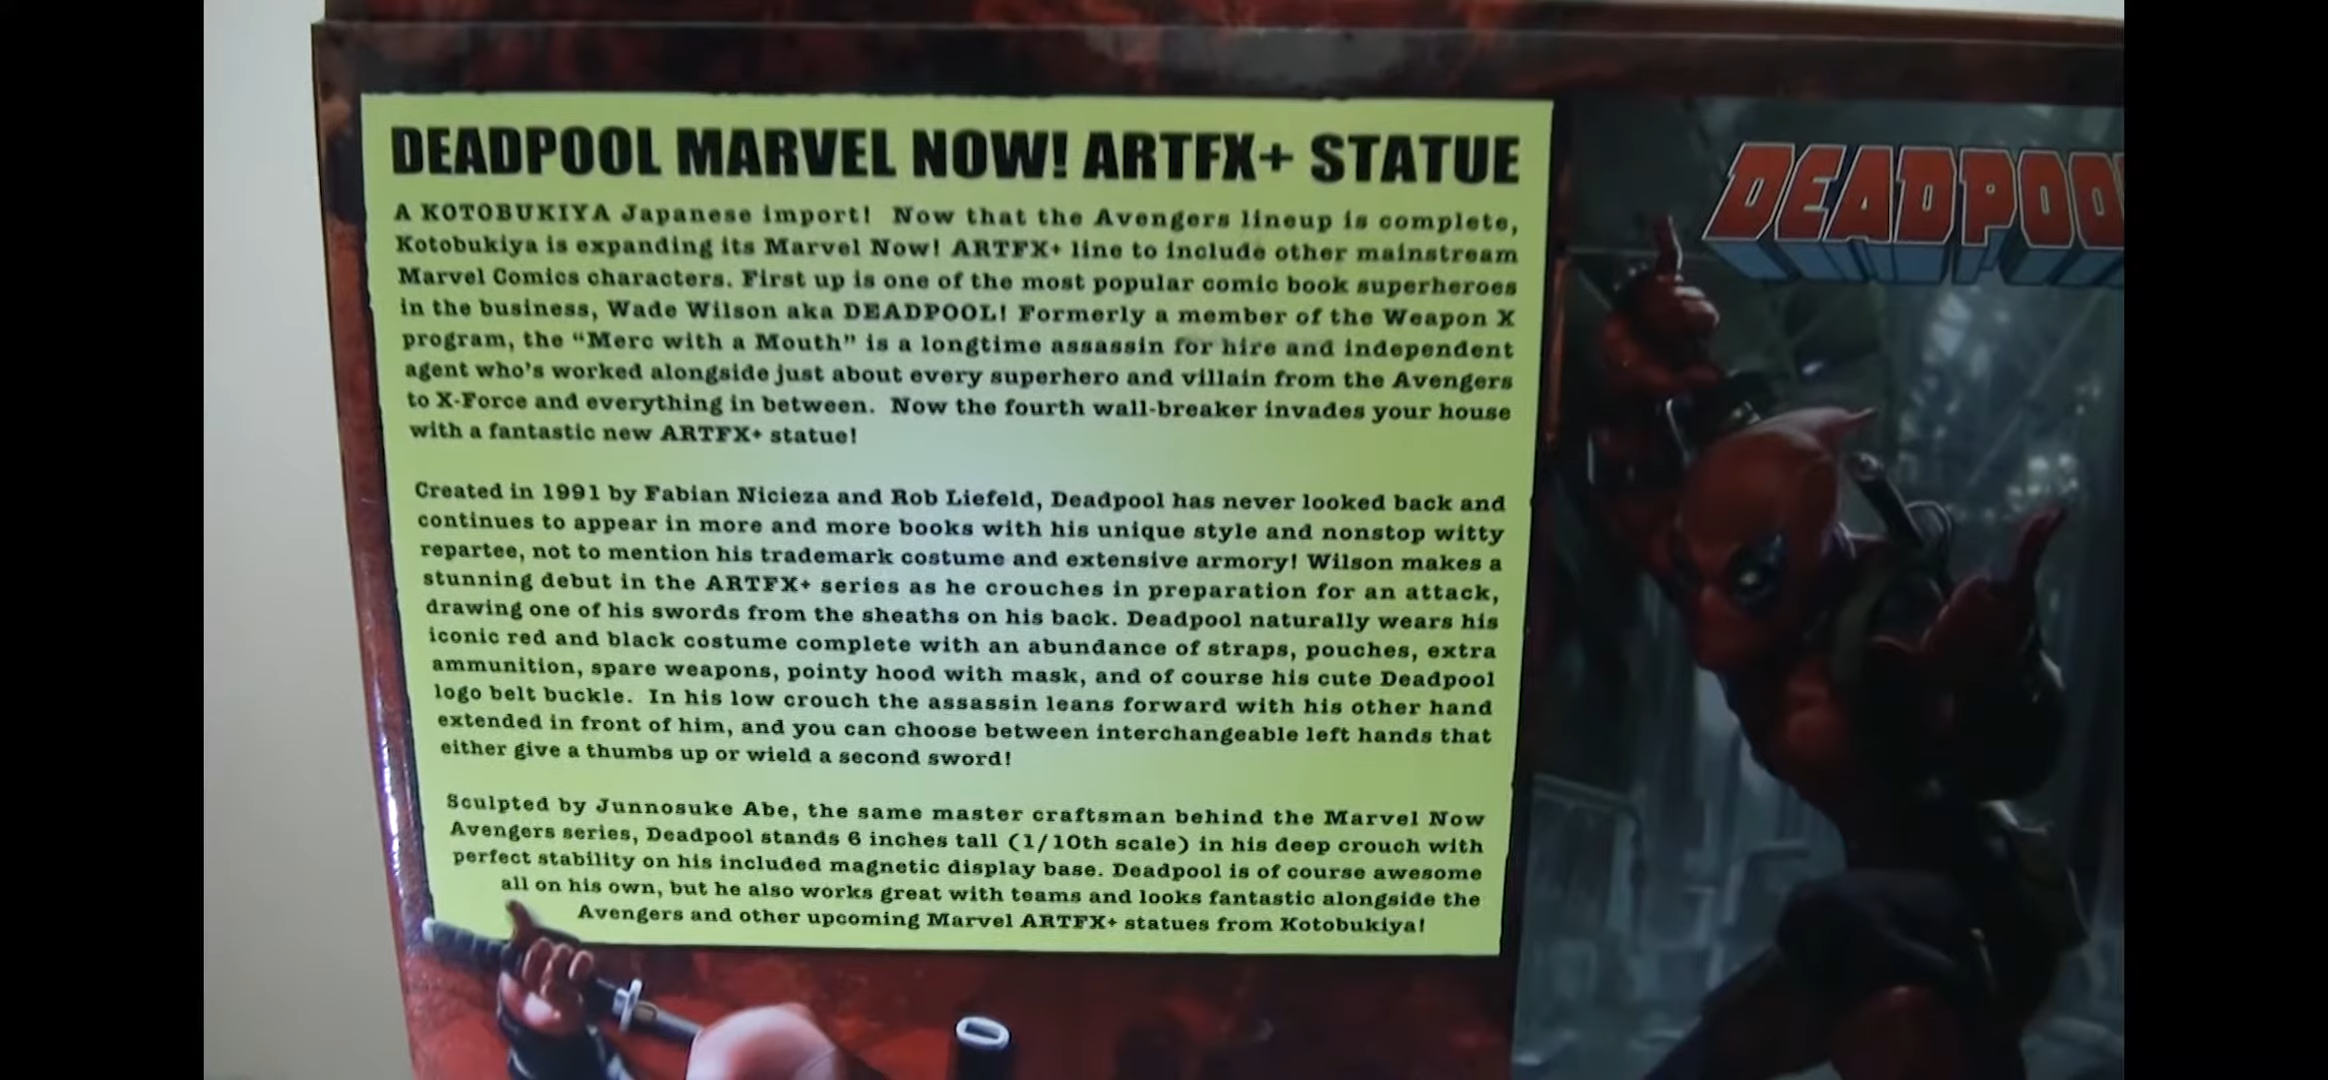 DEADPOOL MARVEL NOW! ARTFX+ STATUE
A KOTOBUKIYA Japanese import! Now that the Avengers lineup is complete,
Kotobukiya is expanding its Marvel Now! ARTFX+ line to include other mainstream
Marvel Comics characters. First up is one of the most popular comic book superheroes
in the business, Wade Wilson aka DEADPOOL! Formerly a member of the Weapon X
program, the “Merc with a Mouth” is a longtime assassin for hire and independent
agent who’s worked alongside just about every superhero and villain from the Avengers
to X-Force and everything in between. Now the fourth wall-breaker invades your house
with a fantastic new ARTFX+ statue!
Created in 1991 by Fabian Nicieza and Rob Liefeld, Deadpool has never looked back and
continues to appear in more and more books with his unique style and nonstop witty
repartee, not to mention his trademark costume and extensive armory! Wilson makes a
stunning debut in the ARTFX+ series as he crouches in preparation for an attack,
drawing one of his swords from the sheaths on his back. Deadpool naturally wears his
iconic red and black costume complete with an abundance of straps, pouches, extra
ammunition, spare weapons, pointy hood with mask, and of course his cute Deadpool
logo belt buckle. In his low crouch the assassin leans forward with his other hand
extended in front of him, and you can choose between interchangeable left hands that
either give a thumbs up or wield a second sword!
Sculpted by Junnosuke Abe, the same master craftsman behind the Marvel Now
Avengers series, Deadpool stands 6 inches tall (1/10th scale) in his deep crouch with
perfect stability on his included magnetic display base. Deadpool is of course awesome
all on his own, but he also works great with teams and looks fantastic alongside the
Avengers and other upcoming Marvel ARTFX+ statues from Kotobukiya!
DEADPOO